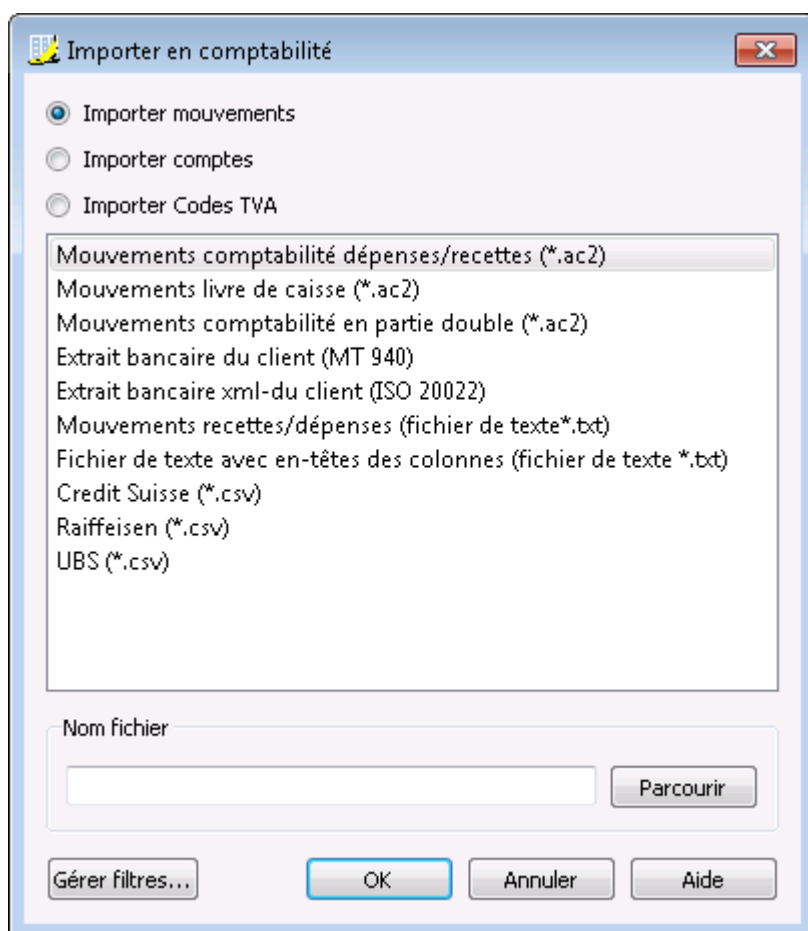 Importer en comptabilité
Importer mouvements
Importer comptes
Importer Codes TVA
Mouvements comptabilité dépenses/recettes (*.ac2)
Mouvements livre de caisse (*.ac2)
Mouvements comptabilité en partie double (*.ac2)
Extrait bancaire du client (MT 940)
Extrait bancaire xml-du client (ISO 20022)
Mouvements recettes/dépenses (fichier de texte*.txt)
Fichier de texte avec en-têtes des colonnes (fichier de texte *.txt)
Credit Suisse (*.csv)
Raiffeisen (*.csv)
UBS (*.csv)
Nom fichier
Parcourir
Gérer filtres... OK Annuler Aide